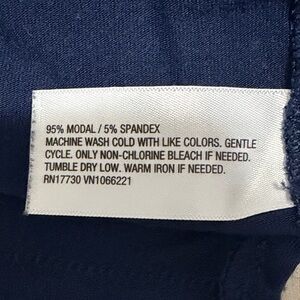 95% MODAL / 5% SPANDEX
MACHINE WASH COLD WITH LIKE COLORS. GENTLE
CYCLE. ONLY NON-CHLORINE BLEACH IF NEEDED.
TUMBLE DRY LOW. WARM IRON IF NEEDED.
RN17730 VN1066221